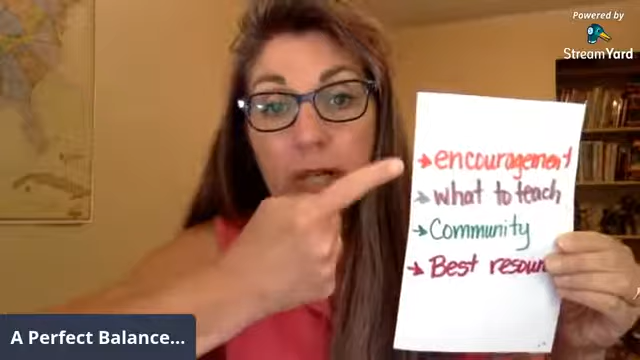 Powered by
StreamYard
→ encouragement
→ what to teach
→ Community
→ Best
A Perfect Balance...